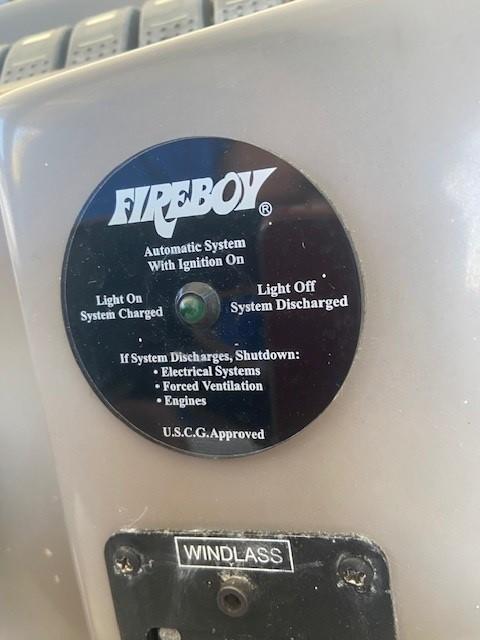 FIREBOY®
Automatic System
With Ignition On
Light On
System Charged
Light Off
System Discharged
If System Discharges, Shutdown:
• Electrical Systems
• Forced Ventilation
• Engines
U.S.C.G. Approved
WINDLASS